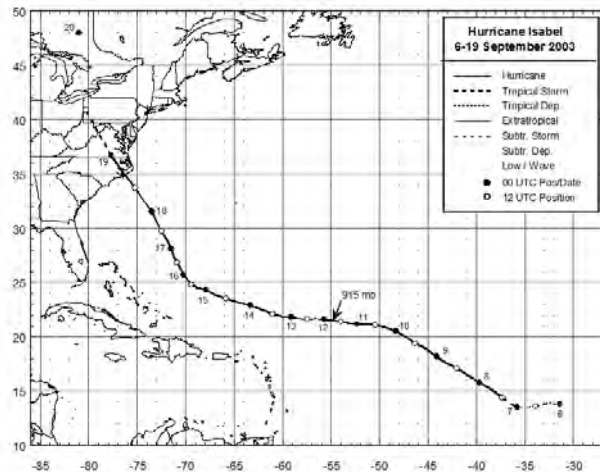 Hurricane Isabel
6-19 September 2003
Hurricane
Tropical Storm
Tropical Dep.
Extratropical
Subtr. Storm
Subtr. Dep.
Low / Wave
00 UTC Pos/Date
12 UTC Position
50
45
40
35
30
25
20
15
10
20
19
18
17
16
15
14
13
12
915 mb
11
10
9
8
7
6
-85 -80 -75 -70 -65 -60 -55 -50 -45 -40 -35 -30